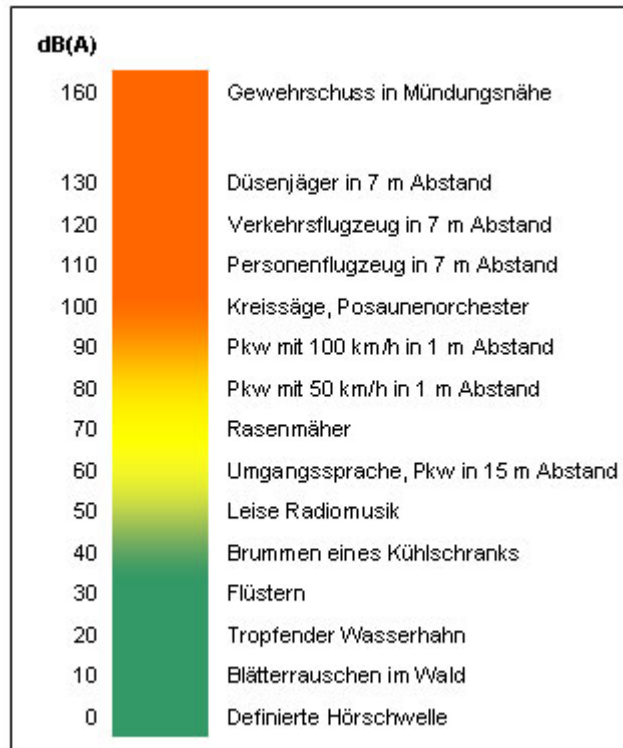 dB(A)
160 Gewehrschuss in Mündungsnähe
130 Düsenjäger in 7 m Abstand
120 Verkehrsflugzeug in 7 m Abstand
110 Personenflugzeug in 7 m Abstand
100 Kreissäge, Posaunenorchester
90 Pkw mit 100 km/h in 1 m Abstand
80 Pkw mit 50 km/h in 1 m Abstand
70 Rasenmäher
60 Umgangssprache, Pkw in 15 m Abstand
50 Leise Radiomusik
40 Brummen eines Kühlschranks
30 Flüstern
20 Tropfender Wasserhahn
10 Blätterrauschen im Wald
0 Definierte Hörschwelle